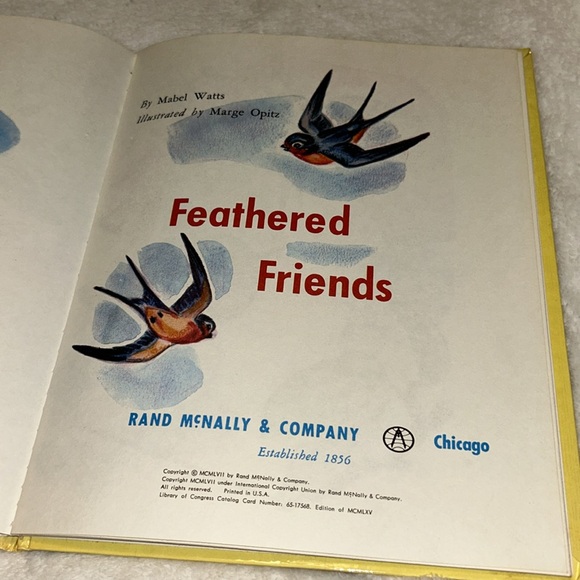 By Mabel Watts
Illustrated by Marge Opitz
Feathered
Friends
RAND McNALLY & COMPANY Chicago
Established 1856
Copyright © MCMLVII by Rand McNally & Company.
Copyright MCMLVII under International Copyright Union by Rand McNally & Company.
All rights reserved. Printed in U.S.A.
Library of Congress Catalog Card Number: 65-17568. Edition of MCMLXV